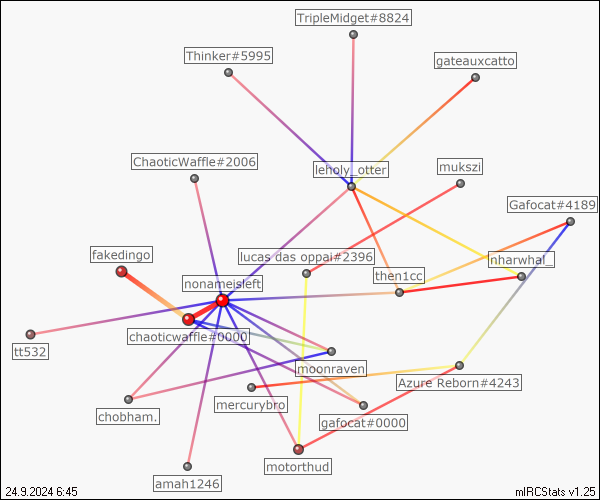 TripleMidget#8824
Thinker#5995
gateauxcatto
ChaoticWaffle#2006
leholy_otter
mukszi
Gafocat#4189
fakedingo
lucas das oppai#2396
nharwhal_
nonameisleft
then1cc
chaoticwaffle#0000
tt532
moonraven
Azure Reborn#4243
mercurybro
chobham.
gafocat#0000
motorthud
amah1246
24.9.2024 6:45
mIRCStats v1.25